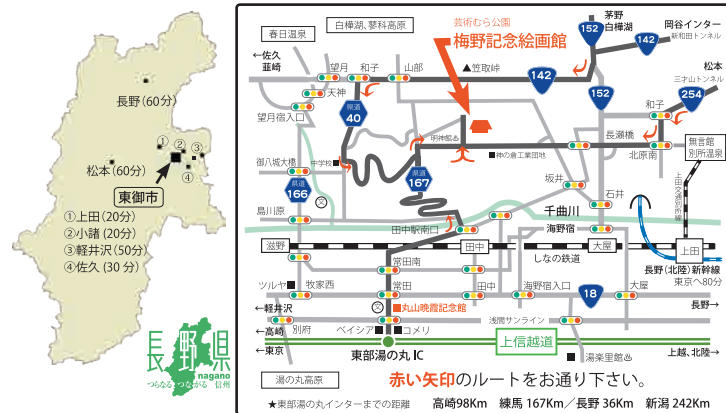 長野(60分)
① ② ③
松本(60分)
④
東御市
①上田(20分)
②小諸(20分)
③軽井沢(50分)
④佐久(30分)
長野県
nagano
つらなる・つながる 信州
春日温泉
白樺湖、蓼科高原
芸術むら公園
梅野記念絵画館
茅野
白樺湖
岡谷インター
新和田トンネル
152
142
←佐久
韮崎
望月
和子
山部
▲笠取峠
142
152
松本
三才山トンネル
254
天神
望月宿入口
県道
40
明神館♨
和子
長瀬橋
北原南
無言館
別所温泉
御八城大橋
中学校
県道
167
■神の倉工業団地
上田交通別所線
県道
166
坂井
石井
島川原
千曲川
田中駅南口
海野宿
滋野
田中
大屋
上田
しなの鉄道
長野(北陸)新幹線
東京へ80分
常田南
ツルヤ■
牧家西
常田
田中
海野宿入口
18
大屋
←軽井沢
■丸山晩霞記念館
長野→
←高崎
別府
ベイシア■
■コメリ
浅間サンライン
←東京
東部湯の丸IC
上信越道
上越、北陸→
■湯楽里館♨
湯の丸高原
赤い矢印のルートをお通り下さい。
★東部湯の丸インターまでの距離 高崎98Km 練馬 167Km／長野 36Km 新潟 242Km